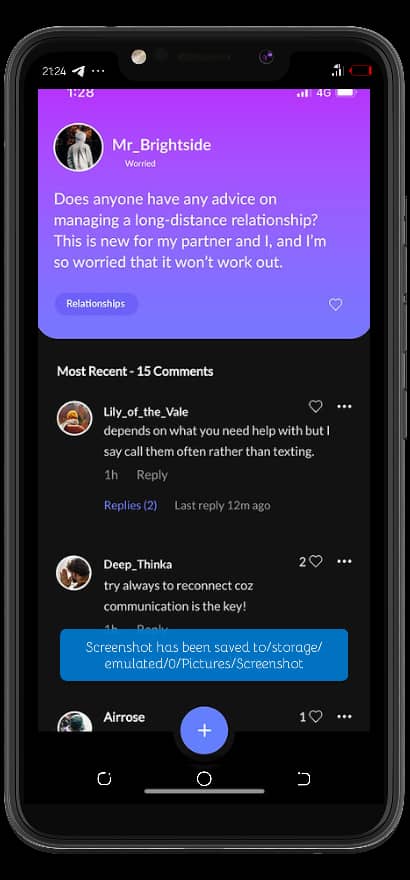 21:24
1:28
4G
Mr_Brightside
Worried
Does anyone have any advice on
managing a long-distance relationship?
This is new for my partner and I, and I'm
so worried that it won't work out.
Relationships
Most Recent - 15 Comments
Lily_of_the_Vale
depends on what you need help with but I
say call them often rather than texting.
1h Reply
Replies (2) Last reply 12m ago
Deep_Thinka
2
try always to reconnect coz
communication is the key!
1h Reply
Screenshot has been saved to/storage/
emulated/0/Pictures/Screenshot
Airrose
1